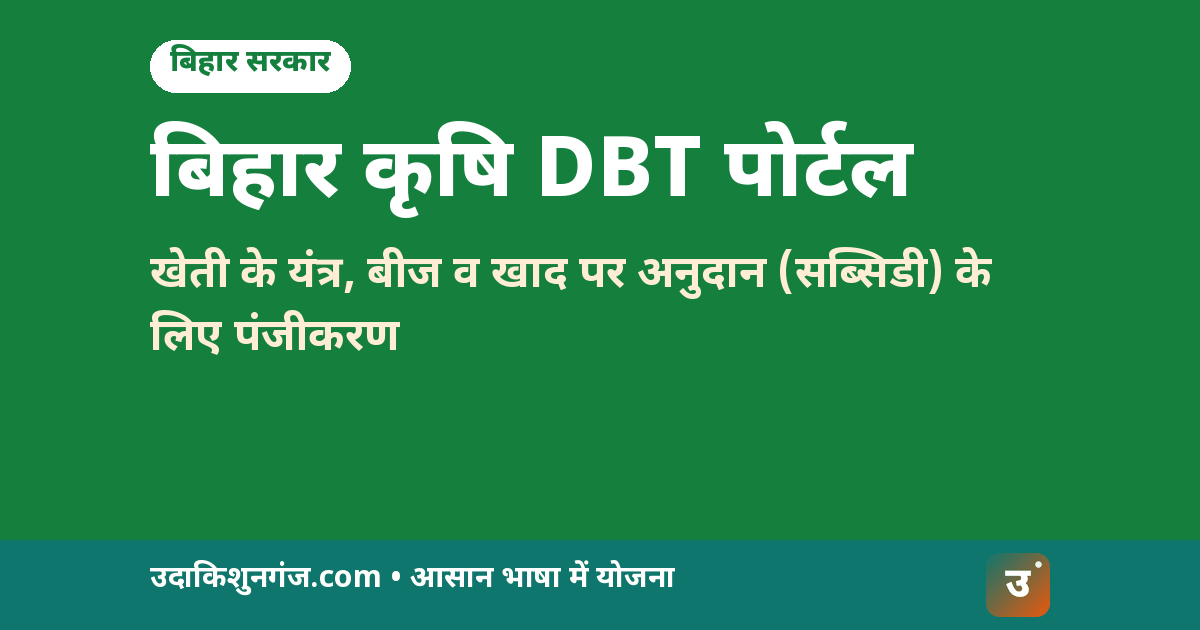 बिहार सरकार
बिहार कृषि DBT पोर्टल
खेती के यंत्र, बीज व खाद पर अनुदान (सब्सिडी) के
लिए पंजीकरण
उदाकिशुनगंज.com • आसान भाषा में योजना
उ